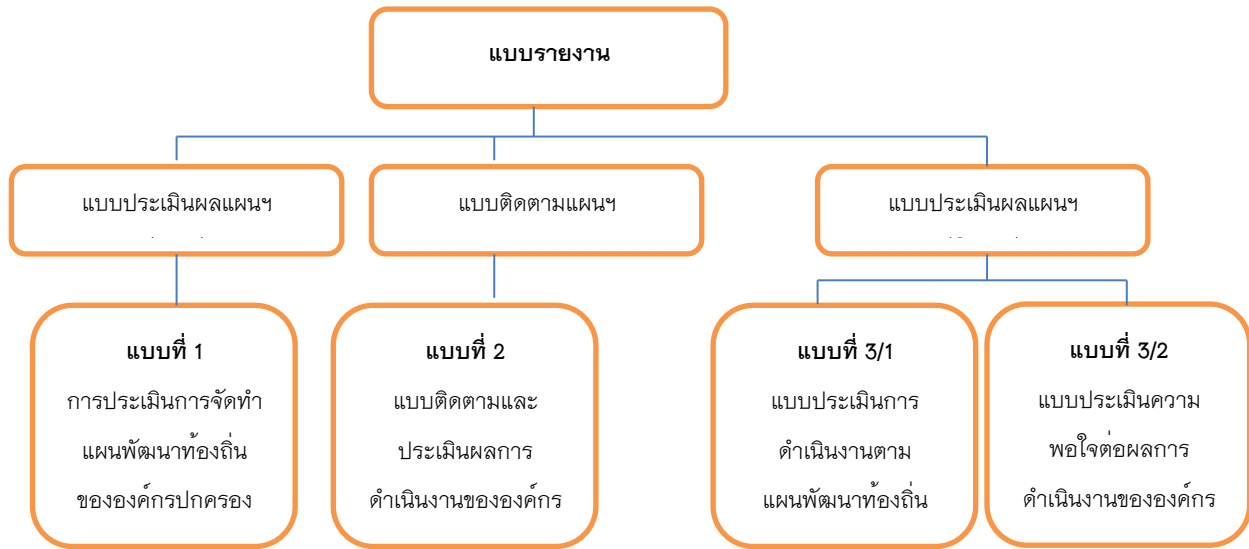 แบบรายงาน
แบบประเมินผลแผนฯ
แบบติดตามแผนฯ
แบบประเมินผลแผนฯ
แบบที่ 1
การประเมินการจัดทำ
แผนพัฒนาท้องถิ่น
ขององค์กรปกครอง
แบบที่ 2
แบบติดตามและ
ประเมินผลการ
ดำเนินงานขององค์กร
แบบที่ 3/1
แบบประเมินการ
ดำเนินงานตาม
แผนพัฒนาท้องถิ่น
แบบที่ 3/2
แบบประเมินความ
พอใจต่อผลการ
ดำเนินงานขององค์กร